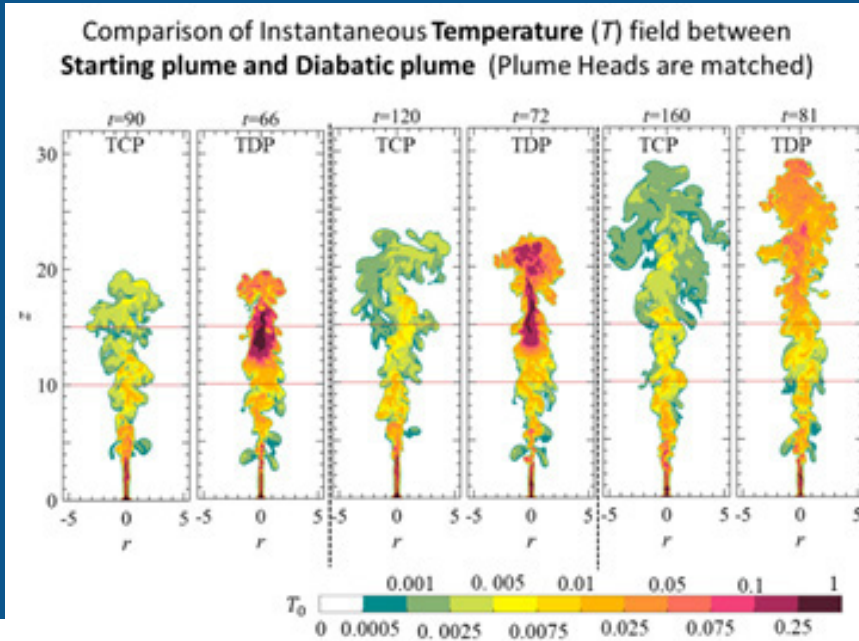 Comparison of Instantaneous Temperature (T) field between
Starting plume and Diabatic plume (Plume Heads are matched)
t=90 t=66 t=120 t=72 t=160 t=81
TCP TDP TCP TDP TCP TDP
30
20
z
10
0
-5 0 5 -5 0 5 -5 0 5 -5 0 5 -5 0 5 -5 0 5
r r r r r r
0.001 0.005 0.01 0.05 0.1 1
T0
0 0.0005 0.0025 0.0075 0.025 0.075 0.25